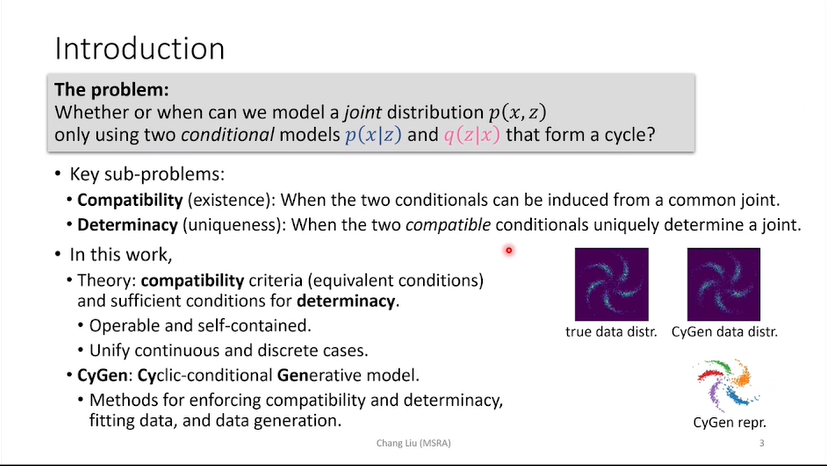 Introduction
The problem:
Whether or when can we model a joint distribution p(x, z)
only using two conditional models p(x|z) and q(z|x) that form a cycle?
• Key sub-problems:
• Compatibility (existence): When the two conditionals can be induced from a common joint.
• Determinacy (uniqueness): When the two compatible conditionals uniquely determine a joint.
• In this work,
• Theory: compatibility criteria (equivalent conditions)
and sufficient conditions for determinacy.
• Operable and self-contained.
• Unify continuous and discrete cases.
• CyGen: Cyclic-conditional Generative model.
• Methods for enforcing compatibility and determinacy,
fitting data, and data generation.
true data distr.
CyGen data distr.
CyGen repr.
Chang Liu (MSRA)
3